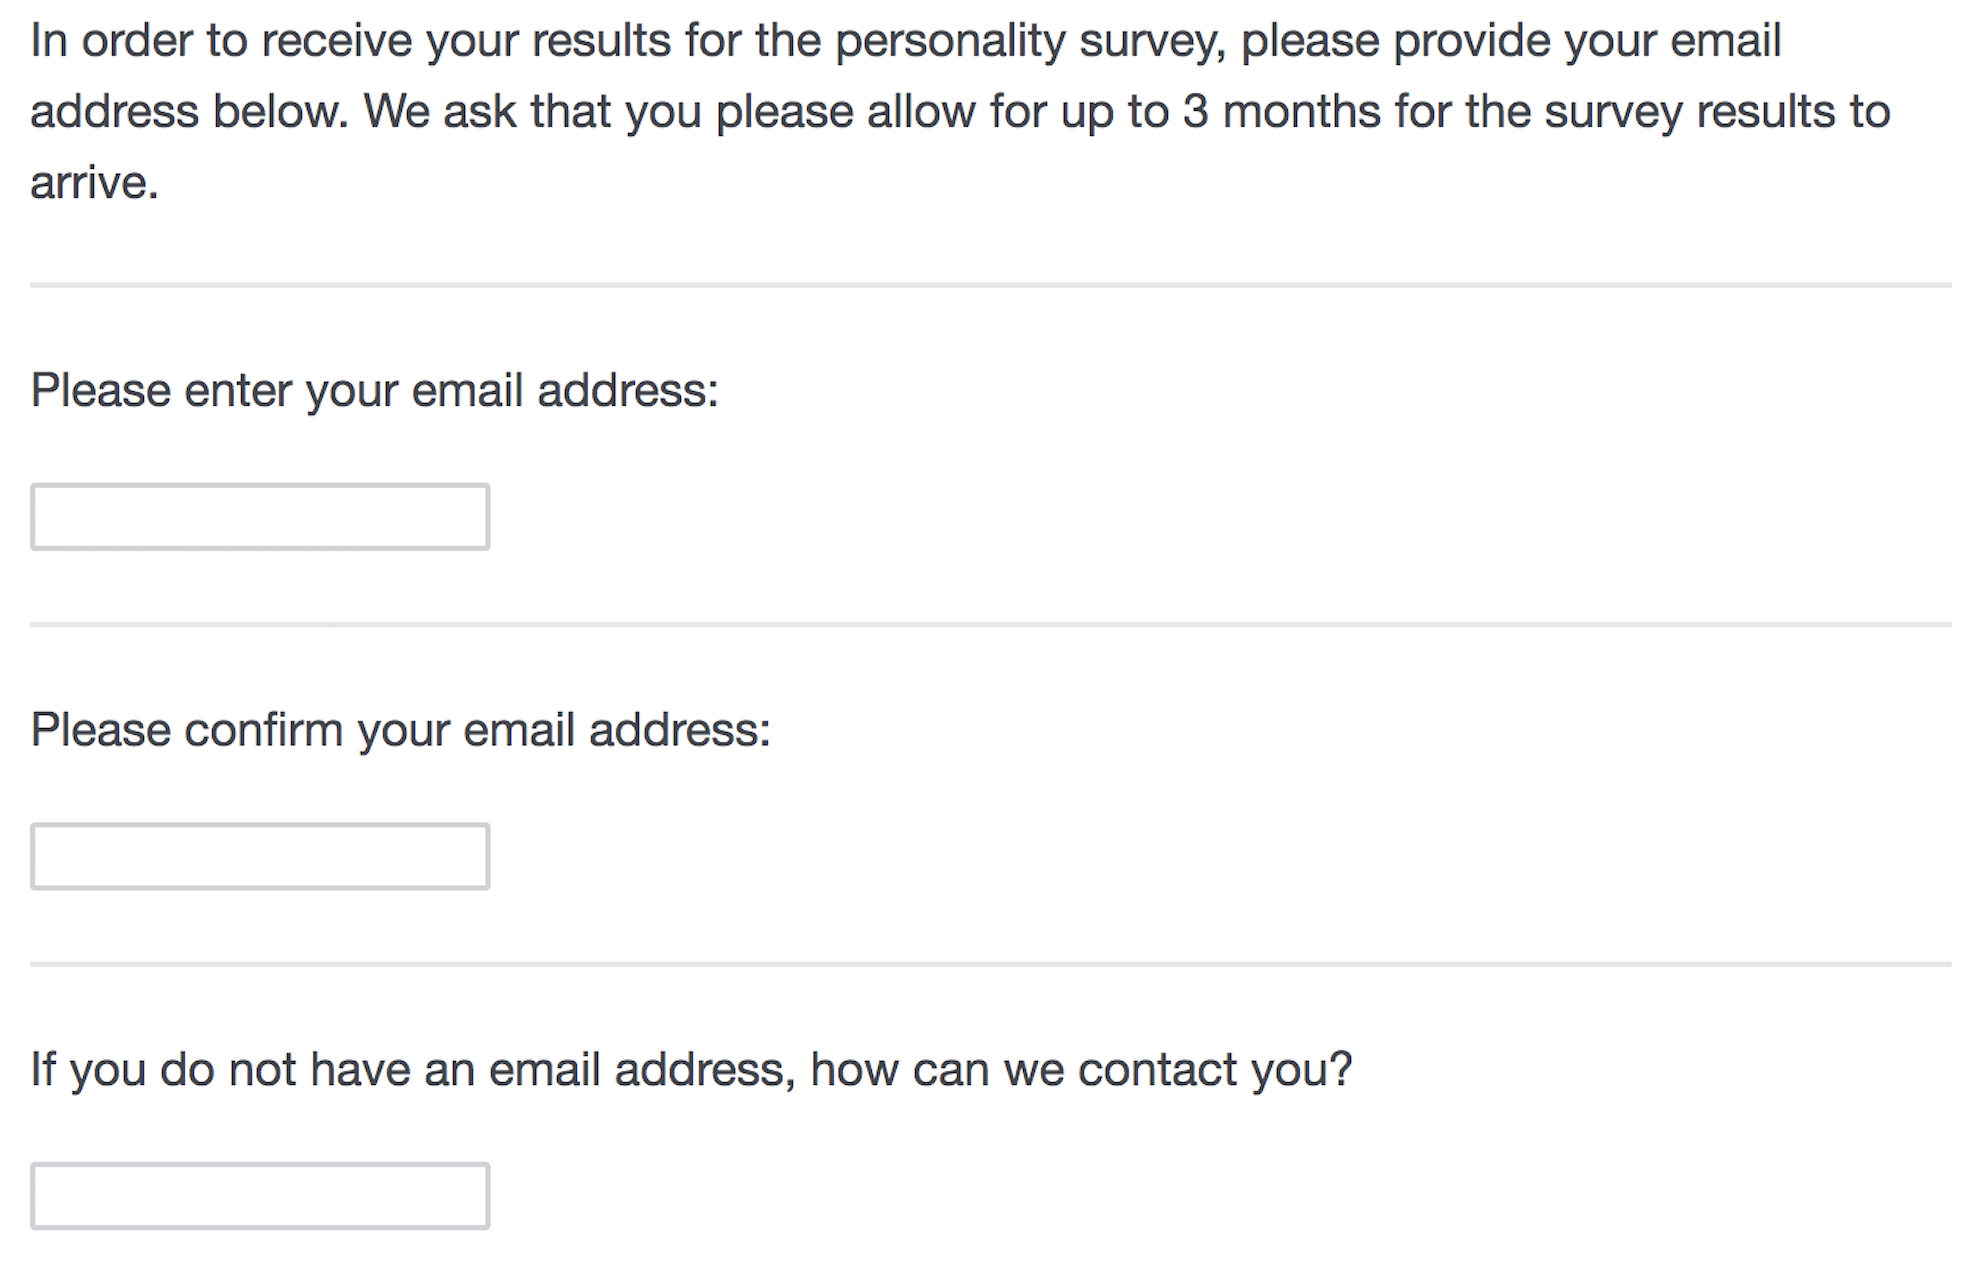 In order to receive your results for the personality survey, please provide your email
address below. We ask that you please allow for up to 3 months for the survey results to
arrive.
Please enter your email address:
Please confirm your email address:
If you do not have an email address, how can we contact you?